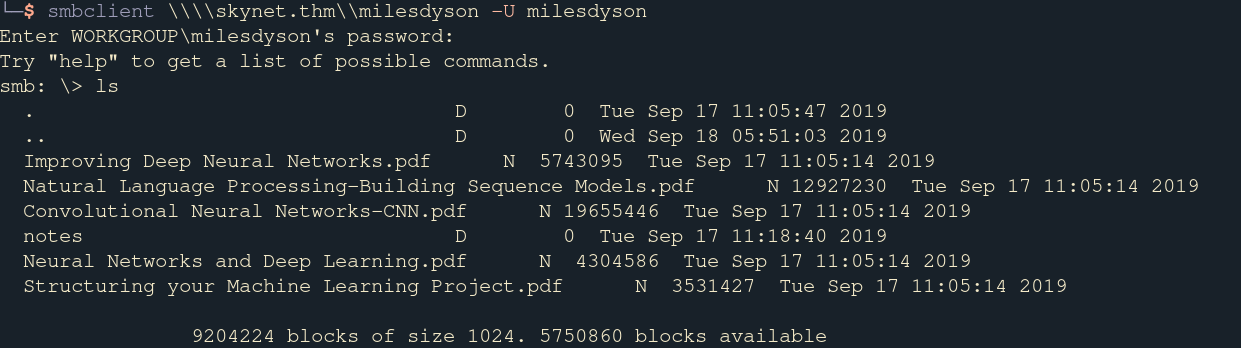 └─$ smbclient \\\\skynet.thm\\milesdyson -U milesdyson
Enter WORKGROUP\milesdyson's password:
Try "help" to get a list of possible commands.
smb: \> ls
  .                                   D        0  Tue Sep 17 11:05:47 2019
  ..                                  D        0  Wed Sep 18 05:51:03 2019
  Improving Deep Neural Networks.pdf      N  5743095  Tue Sep 17 11:05:14 2019
  Natural Language Processing-Building Sequence Models.pdf      N 12927230  Tue Sep 17 11:05:14 2019
  Convolutional Neural Networks-CNN.pdf      N 19655446  Tue Sep 17 11:05:14 2019
  notes                               D        0  Tue Sep 17 11:18:40 2019
  Neural Networks and Deep Learning.pdf      N  4304586  Tue Sep 17 11:05:14 2019
  Structuring your Machine Learning Project.pdf      N  3531427  Tue Sep 17 11:05:14 2019
                9204224 blocks of size 1024. 5750860 blocks available